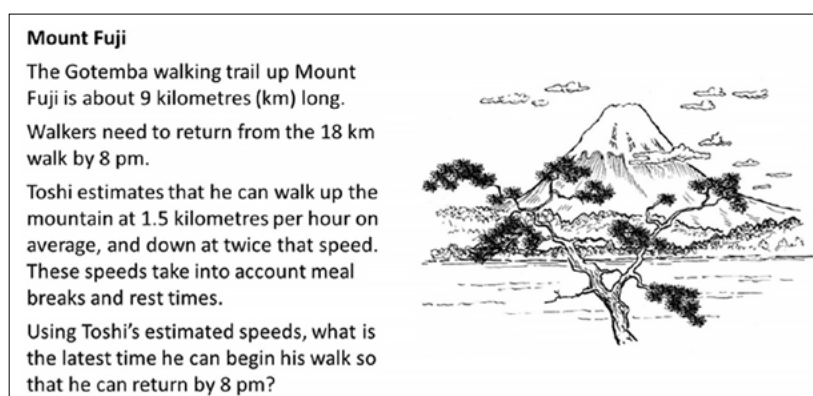 Mount Fuji
The Gotemba walking trail up Mount
Fuji is about 9 kilometres (km) long.
Walkers need to return from the 18 km
walk by 8 pm.
Toshi estimates that he can walk up the
mountain at 1.5 kilometres per hour on
average, and down at twice that speed.
These speeds take into account meal
breaks and rest times.
Using Toshi’s estimated speeds, what is
the latest time he can begin his walk so
that he can return by 8 pm?